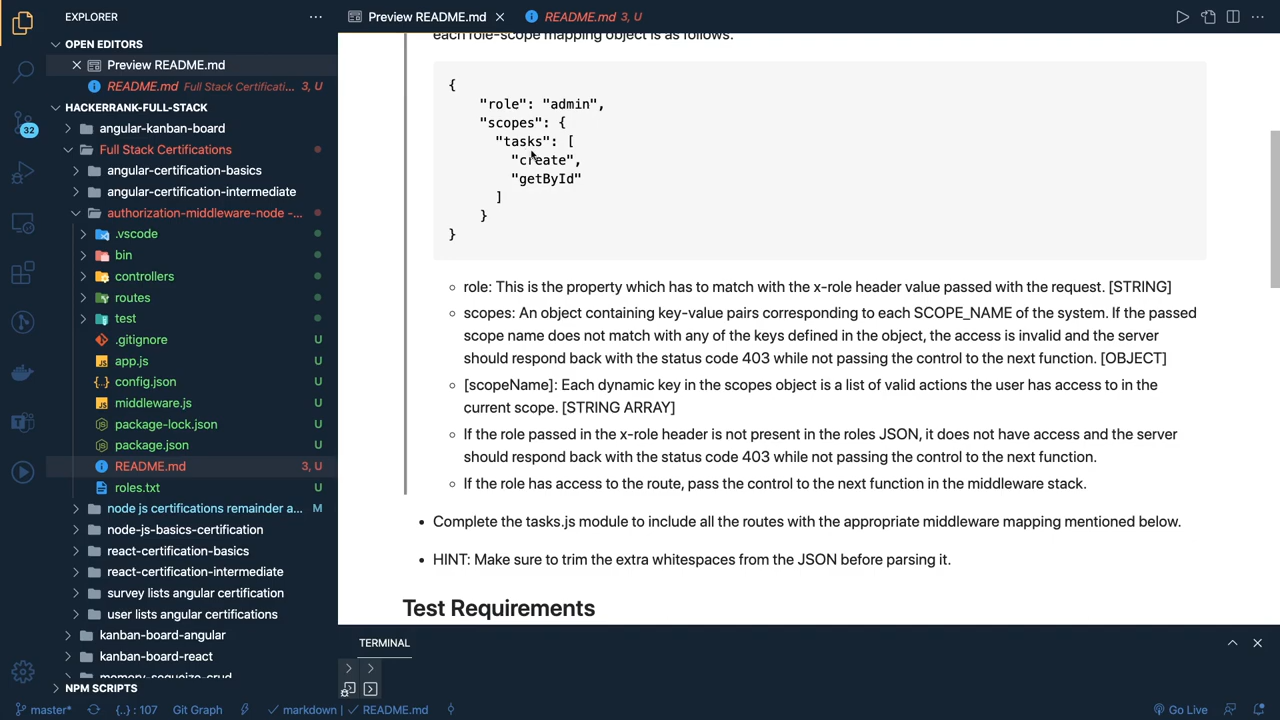 EXPLORER
OPEN EDITORS
Preview README.md
README.md Full Stack Certificati... 3, U
HACKERRANK-FULL-STACK
angular-kanban-board
Full Stack Certifications
angular-certification-basics
angular-certification-intermediate
authorization-middleware-node -...
.vscode
bin
controllers
routes
test
.gitignore U
app.js U
config.json U
middleware.js U
package-lock.json U
package.json U
README.md 3, U
roles.txt U
node js certifications remainder a... M
node-js-basics-certification
react-certification-basics
react-certification-intermediate
survey lists angular certification
user lists angular certifications
kanban-board-angular
kanban-board-react
memory-sequoize-crud
NPM SCRIPTS
32
Preview README.md
README.md 3, U
each role-scope mapping object is as follows:
{
"role": "admin",
"scopes": {
"tasks": [
"create",
"getById"
]
}
}
role: This is the property which has to match with the x-role header value passed with the request. [STRING]
scopes: An object containing key-value pairs corresponding to each SCOPE_NAME of the system. If the passed
scope name does not match with any of the keys defined in the object, the access is invalid and the server
should respond back with the status code 403 while not passing the control to the next function. [OBJECT]
[scopeName]: Each dynamic key in the scopes object is a list of valid actions the user has access to in the
current scope. [STRING ARRAY]
If the role passed in the x-role header is not present in the roles JSON, it does not have access and the server
should respond back with the status code 403 while not passing the control to the next function.
If the role has access to the route, pass the control to the next function in the middleware stack.
Complete the tasks.js module to include all the routes with the appropriate middleware mapping mentioned below.
HINT: Make sure to trim the extra whitespaces from the JSON before parsing it.
Test Requirements
TERMINAL
master* {..} : 107 Git Graph markdown | README.md Go Live